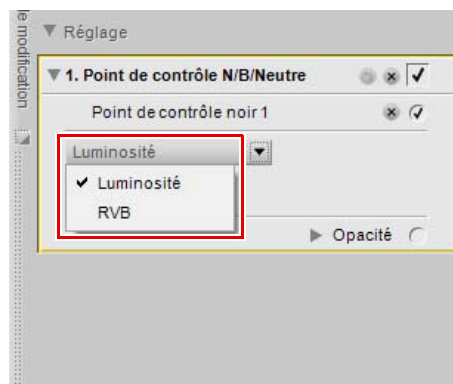 le modification
Réglage
1. Point de contrôle N/B/Neutre
Point de contrôle noir 1
Luminosité
Luminosité
RVB
Opacité